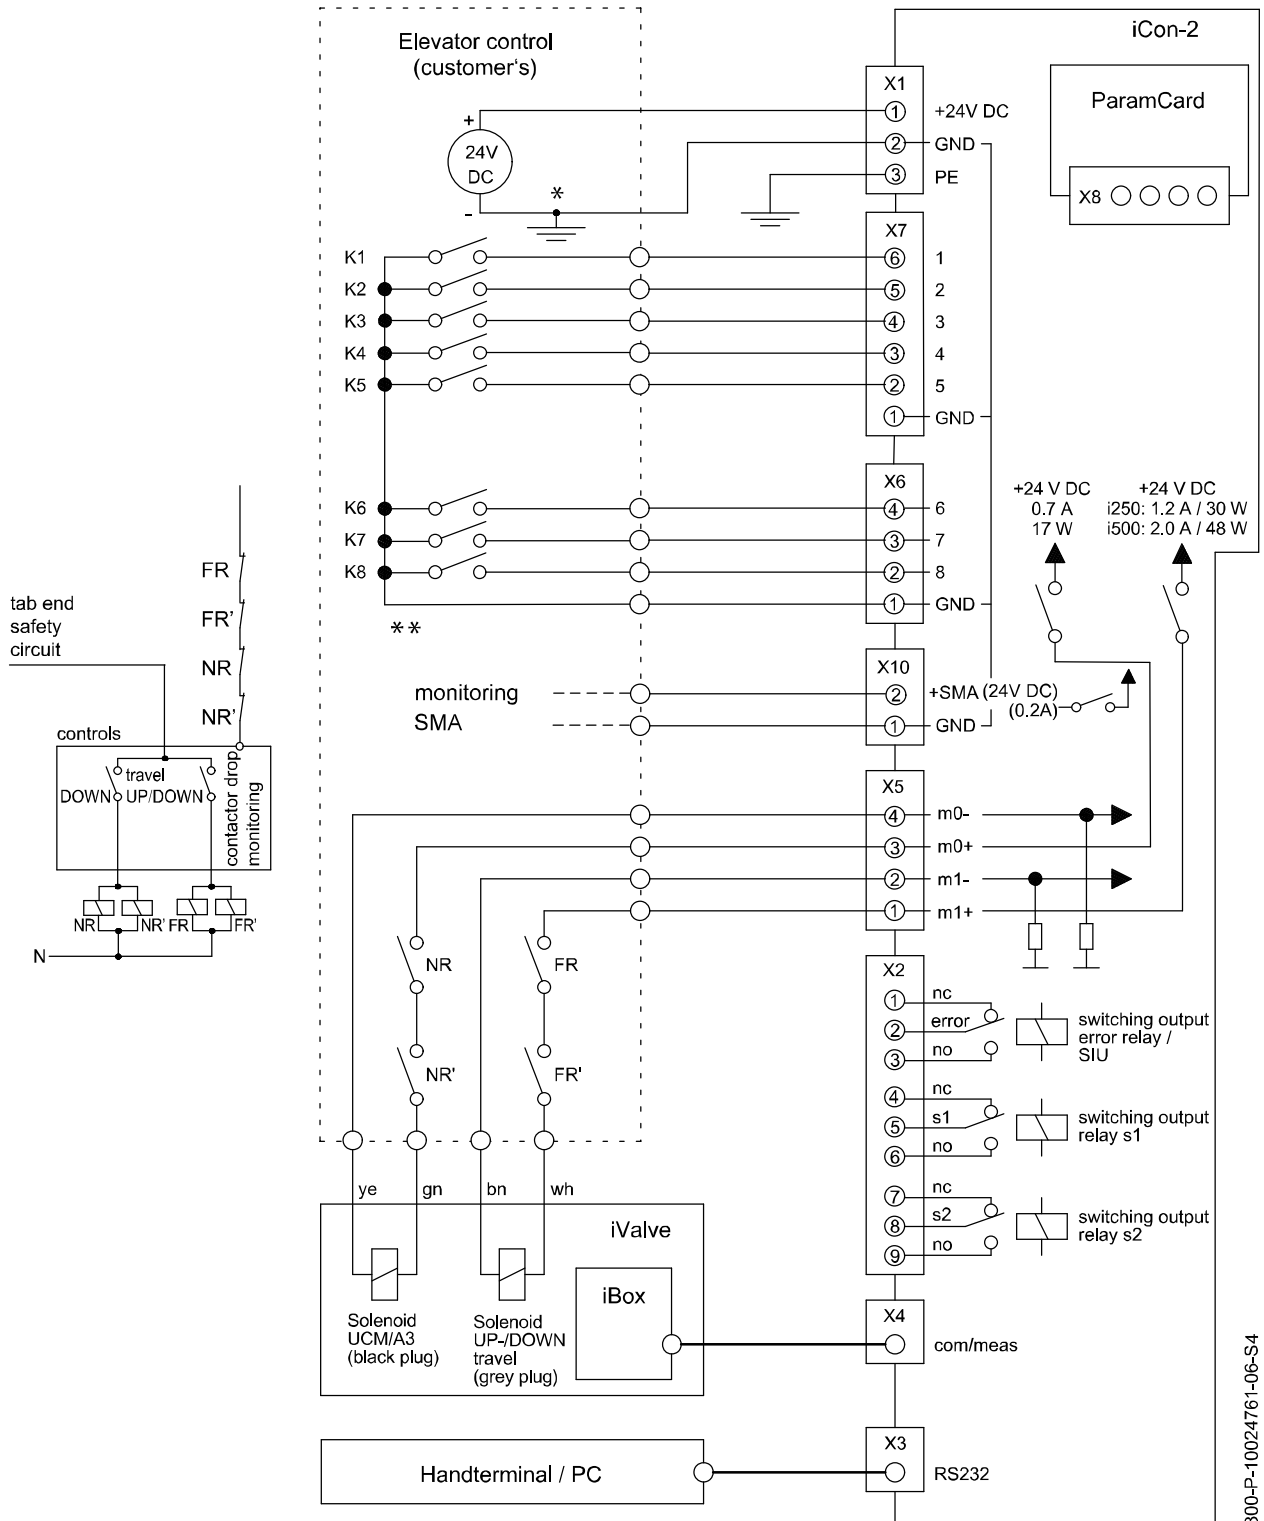 Elevator control
(customer's)
iCon-2
ParamCard
X8
X1
1 +24V DC
2 GND
3 PE
+
24V
DC
-
*
X7
K1 6 1
K2 5 2
K3 4 3
K4 3 4
K5 2 5
1 GND
X6
K6 4 6
K7 3 7
K8 2 8
1 GND
**
+24 V DC
0.7 A
17 W
+24 V DC
i250: 1.2 A / 30 W
i500: 2.0 A / 48 W
X10
monitoring
SMA
2 +SMA (24V DC)
(0.2A)
1 GND
FR
FR'
NR
NR'
tab end
safety
circuit
controls
travel
DOWN UP/DOWN
contactor drop
monitoring
NR NR' FR FR'
N
X5
4 m0-
3 m0+
2 m1-
1 m1+
NR
FR
NR'
FR'
X2
1 nc
2 error
3 no
switching output
error relay /
SIU
4 nc
5 s1
6 no
switching output
relay s1
7 nc
8 s2
9 no
switching output
relay s2
ye gn bn wh
iValve
iBox
Solenoid
UCM/A3
(black plug)
Solenoid
UP-/DOWN
travel
(grey plug)
X4
com/meas
X3
RS232
Handterminal / PC
00-P-10024761-06-S4